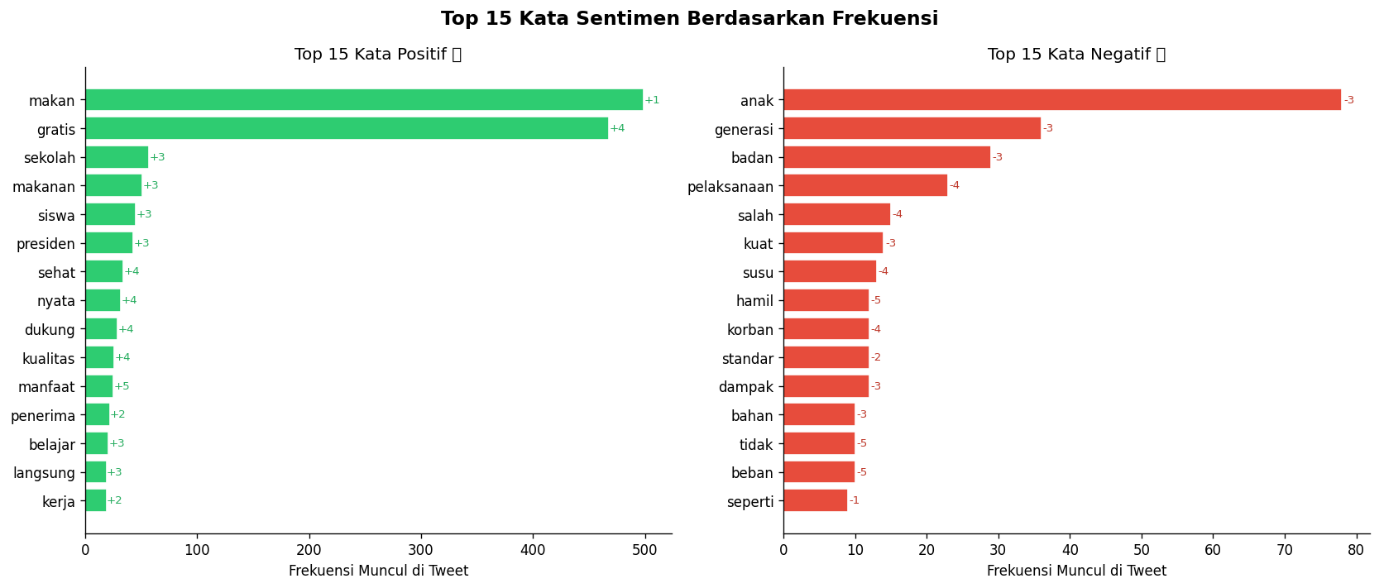 Top 15 Kata Sentimen Berdasarkan Frekuensi
Top 15 Kata Positif
makan +1
gratis +4
sekolah +3
makanan +3
siswa +3
presiden +3
sehat +4
nyata +4
dukung +4
kualitas +4
manfaat +5
penerima +2
belajar +3
langsung +3
kerja +2
0 100 200 300 400 500
Frekuensi Muncul di Tweet
Top 15 Kata Negatif
anak -3
generasi -3
badan -3
pelaksanaan -4
salah -4
kuat -3
susu -4
hamil -5
korban -4
standar -2
dampak -3
bahan -3
tidak -5
beban -5
seperti -1
0 10 20 30 40 50 60 70 80
Frekuensi Muncul di Tweet